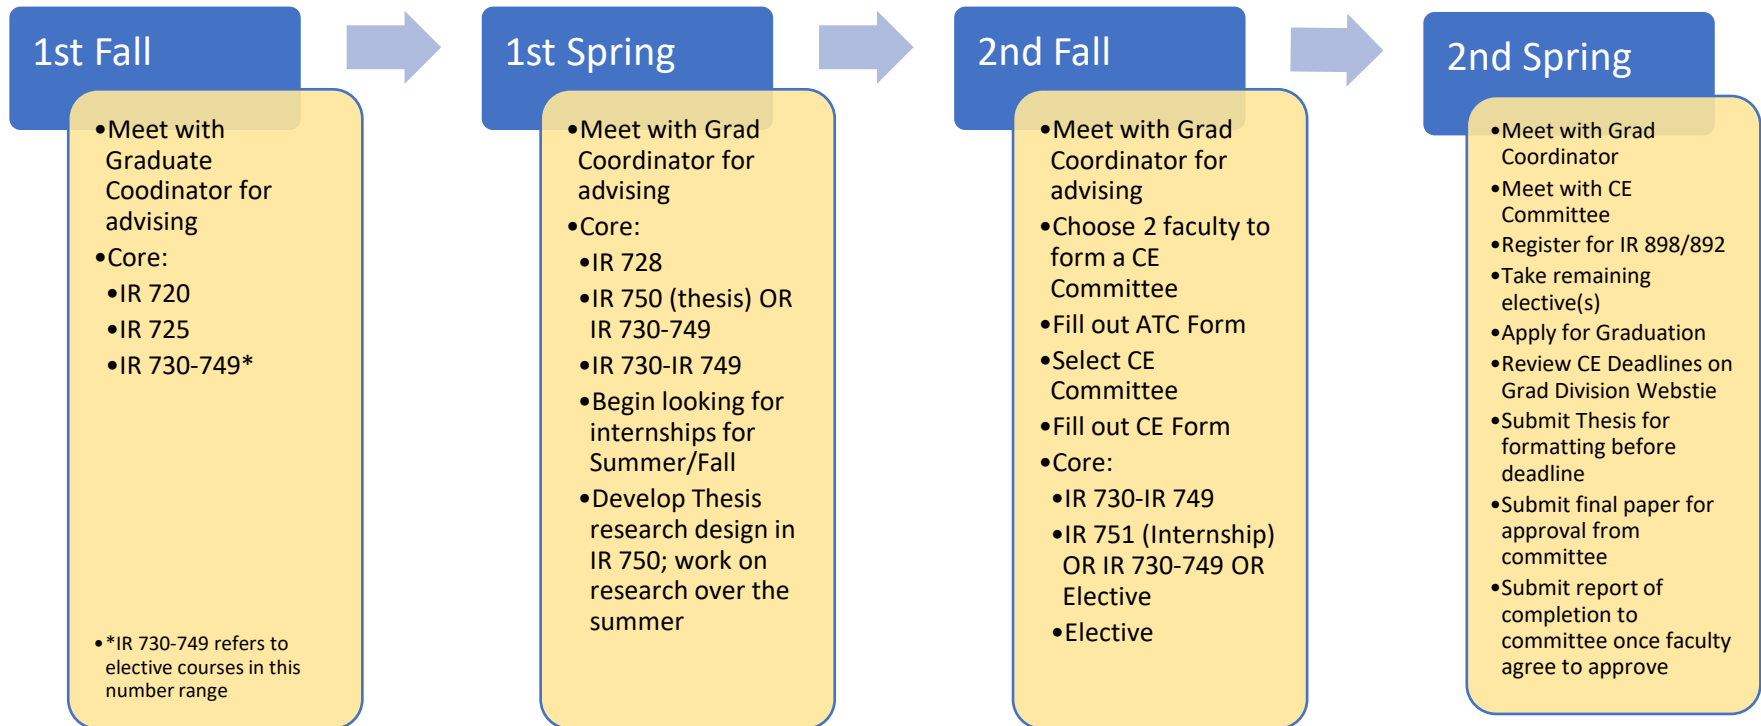 1st Fall
•Meet with
Graduate
Coodinator for
advising
•Core:
•IR 720
•IR 725
•IR 730-749*
•*IR 730-749 refers to
elective courses in this
number range
1st Spring
•Meet with Grad
Coordinator for
advising
•Core:
•IR 728
•IR 750 (thesis) OR
IR 730-749
•IR 730-IR 749
•Begin looking for
internships for
Summer/Fall
•Develop Thesis
research design in
IR 750; work on
research over the
summer
2nd Fall
•Meet with Grad
Coordinator for
advising
•Choose 2 faculty to
form a CE
Committee
•Fill out ATC Form
•Select CE
Committee
•Fill out CE Form
•Core:
•IR 730-IR 749
•IR 751 (Internship)
OR IR 730-749 OR
Elective
•Elective
2nd Spring
•Meet with Grad
Coordinator
•Meet with CE
Committee
•Register for IR 898/892
•Take remaining
elective(s)
•Apply for Graduation
•Review CE Deadlines on
Grad Division Webstie
•Submit Thesis for
formatting before
deadline
•Submit final paper for
approval from
committee
•Submit report of
completion to
committee once faculty
agree to approve